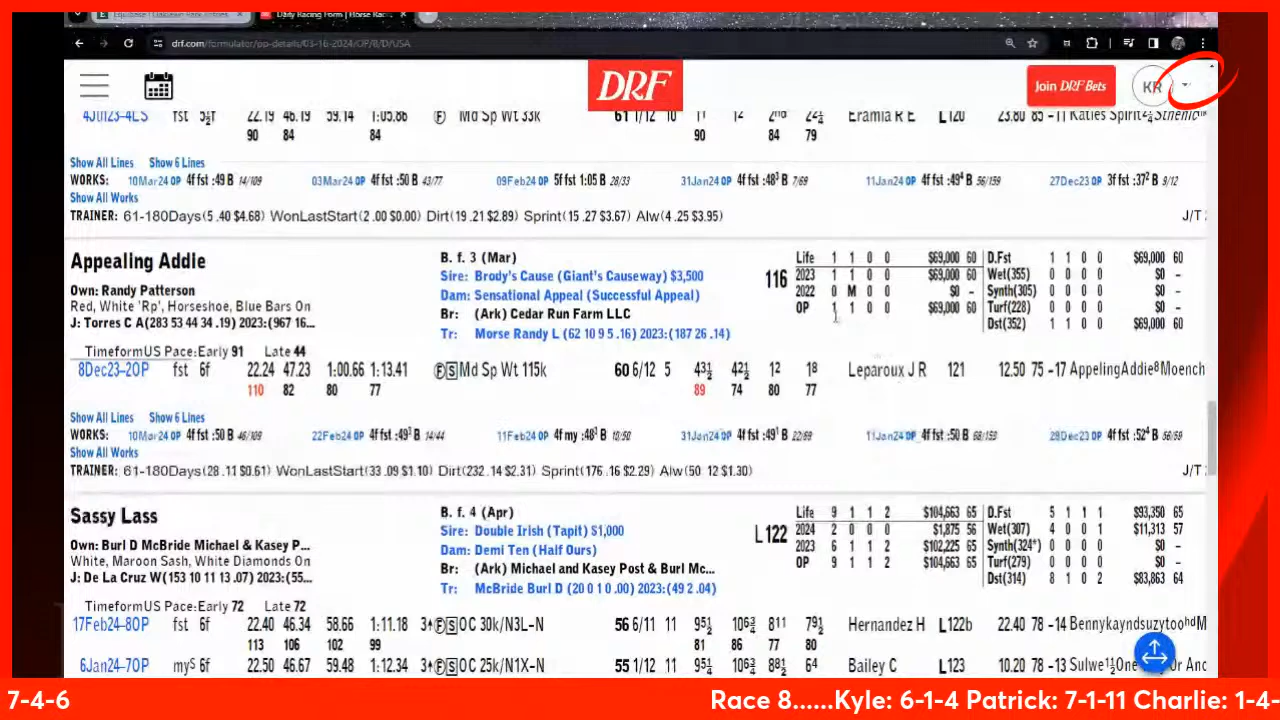 Daily Racing Form | Horse Rac...
drf.com/formulator/pp-details/03-16-2024/OP/8/D/USA
DRF
Join DRF Bets
KR
4Jul23-4LS fst 5½T 22.19 46.19 59.14 1:05.86 Ⓕ Md Sp Wt 33k 61 1/12 10 Eramia R E L120 23.80 85 -11
90 84 84 90 84 79
Show All Lines Show 6 Lines
WORKS: 10Mar24 OP 4f fst :49 B 14/109 03Mar24 OP 4f fst :50 B 43/77 09Feb24 OP 5f fst 1:05 B 28/33 31Jan24 OP 4f fst :48³ B 7/69 11Jan24 OP 4f fst :49⁴ B 56/159 27Dec23 OP 3f fst :37² B 9/12
Show All Works
TRAINER: 61-180Days(5 .40 $4.68) WonLastStart(2 .00 $0.00) Dirt(19 .21 $2.89) Sprint(15 .27 $3.67) Alw(4 .25 $3.95) J/T
Appealing Addie
Own: Randy Patterson
Red, White 'Rp', Horseshoe, Blue Bars On
J: Torres C A(283 53 44 34 .19) 2023:(967 16...
B. f. 3 (Mar)
Sire: Brody's Cause (Giant's Causeway) $3,500
Dam: Sensational Appeal (Successful Appeal)
Br: (Ark) Cedar Run Farm LLC
Tr: Morse Randy L (62 10 9 5 .16) 2023:(187 26 .14)
116
Life 1 1 0 0 $69,000 60 D.Fst 1 1 0 0 $69,000 60
2023 1 1 0 0 $69,000 60 Wet(355) 0 0 0 0 $0 -
2022 0 M 0 0 $0 - Synth(305) 0 0 0 0 $0 -
OP 1 1 0 0 $69,000 60 Turf(228) 0 0 0 0 $0 -
Dst(352) 1 1 0 0 $69,000 60
TimeformUS Pace: Early 91 Late 44
8Dec23-2OP fst 6f 22.24 47.23 1:00.66 1:13.41 ⒻⓈMd Sp Wt 115k 60 6/12 5 43½ 42½ 12 18 Leparoux J R 121 12.50 75 -17 AppelingAddie⁸Moench
110 82 80 77 89 74 80 77
Show All Lines Show 6 Lines
WORKS: 10Mar24 OP 4f fst :50 B 46/109 22Feb24 OP 4f fst :49³ B 14/44 11Feb24 OP 4f my :48³ B 10/50 31Jan24 OP 4f fst :49¹ B 22/69 11Jan24 OP 4f fst :50 B 68/159 28Dec23 OP 4f fst :52⁴ B 56/59
Show All Works
TRAINER: 61-180Days(28 .11 $0.61) WonLastStart(33 .09 $1.10) Dirt(232 .14 $2.31) Sprint(176 .16 $2.29) Alw(50 12 $1.30) J/T
Sassy Lass
Own: Burl D McBride Michael & Kasey P...
White, Maroon Sash, White Diamonds On
J: De La Cruz W(153 10 11 13 .07) 2023:(55...
B. f. 4 (Apr)
Sire: Double Irish (Tapit) $1,000
Dam: Demi Ten (Half Ours)
Br: (Ark) Michael and Kasey Post & Burl Mc...
Tr: McBride Burl D (20 0 1 0 .00) 2023:(49 2 .04)
L122
Life 9 1 1 2 $104,663 65 D.Fst 5 1 1 1 $93,350 65
2024 2 0 0 0 $1,875 56 Wet(307) 4 0 0 1 $11,313 57
2023 6 1 1 2 $102,225 65 Synth(324*) 0 0 0 0 $0 -
OP 9 1 1 2 $104,663 65 Turf(279) 0 0 0 0 $0 -
Dst(314) 8 1 0 2 $83,863 64
TimeformUS Pace: Early 72 Late 72
17Feb24-8OP fst 6f 22.40 46.34 58.66 1:11.18 3↑ⒻⓈOC 30k/N3L-N 56 6/11 11 95½ 106¾ 811 79½ Hernandez H L122b 22.40 78 -14 BennykayndsuzytoohdM
113 106 102 99 81 86 77 80
6Jan24-7OP myˢ 6f 22.50 46.67 59.48 1:12.34 3↑ⒻⓈOC 25k/N1X-N 55 1/12 11 95¼ 106¾ 88½ 64 Bailey C L123 10.20 78 -13 Sulwe¹½One
7-4-6 Race 8......Kyle: 6-1-4 Patrick: 7-1-11 Charlie: 1-4-